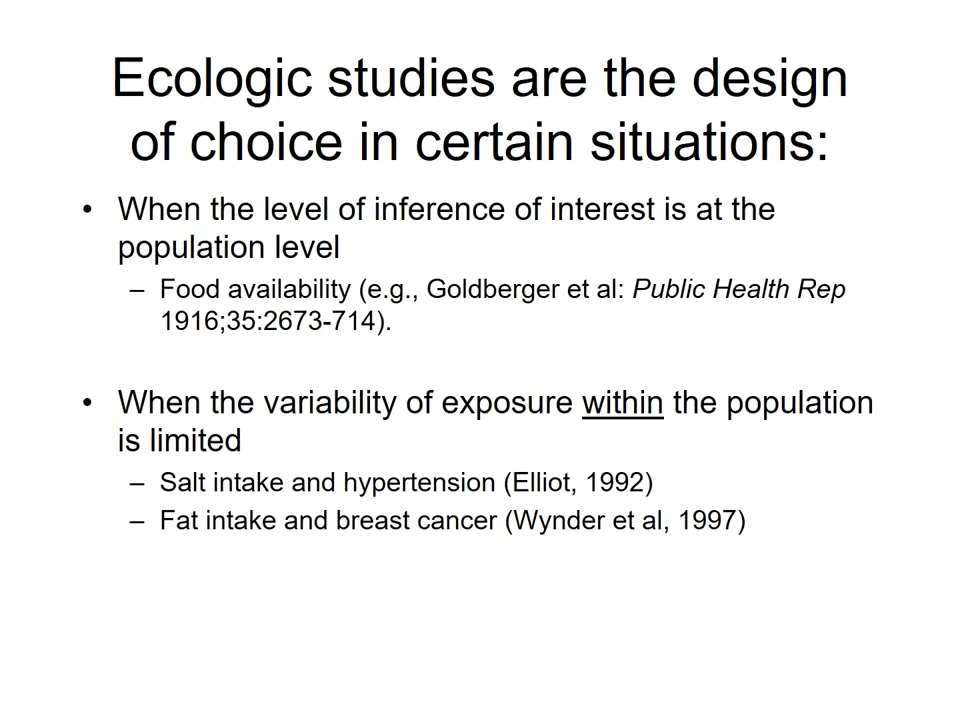 Ecologic studies are the design
of choice in certain situations:
• When the level of inference of interest is at the
population level
– Food availability (e.g., Goldberger et al: Public Health Rep
1916;35:2673-714).
• When the variability of exposure within the population
is limited
– Salt intake and hypertension (Elliot, 1992)
– Fat intake and breast cancer (Wynder et al, 1997)